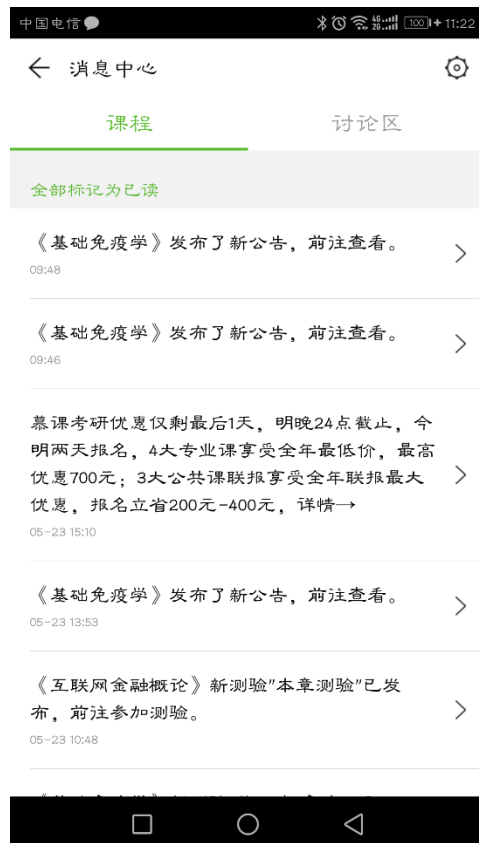 中国电信 4G 2G 100 11:22
消息中心
课程 讨论区
全部标记为已读
《基础免疫学》发布了新公告，前往查看。
09:48
《基础免疫学》发布了新公告，前往查看。
09:46
慕课考研优惠仅剩最后1天，明晚24点截止，今
明两天报名，4大专业课享受全年最低价，最高
优惠700元；3大公共课联报享受全年联报最大
优惠，报名立省200元-400元，详情→
05-23 15:10
《基础免疫学》发布了新公告，前往查看。
05-23 13:53
《互联网金融概论》新测验"本章测验"已发
布，前往参加测验。
05-23 10:48